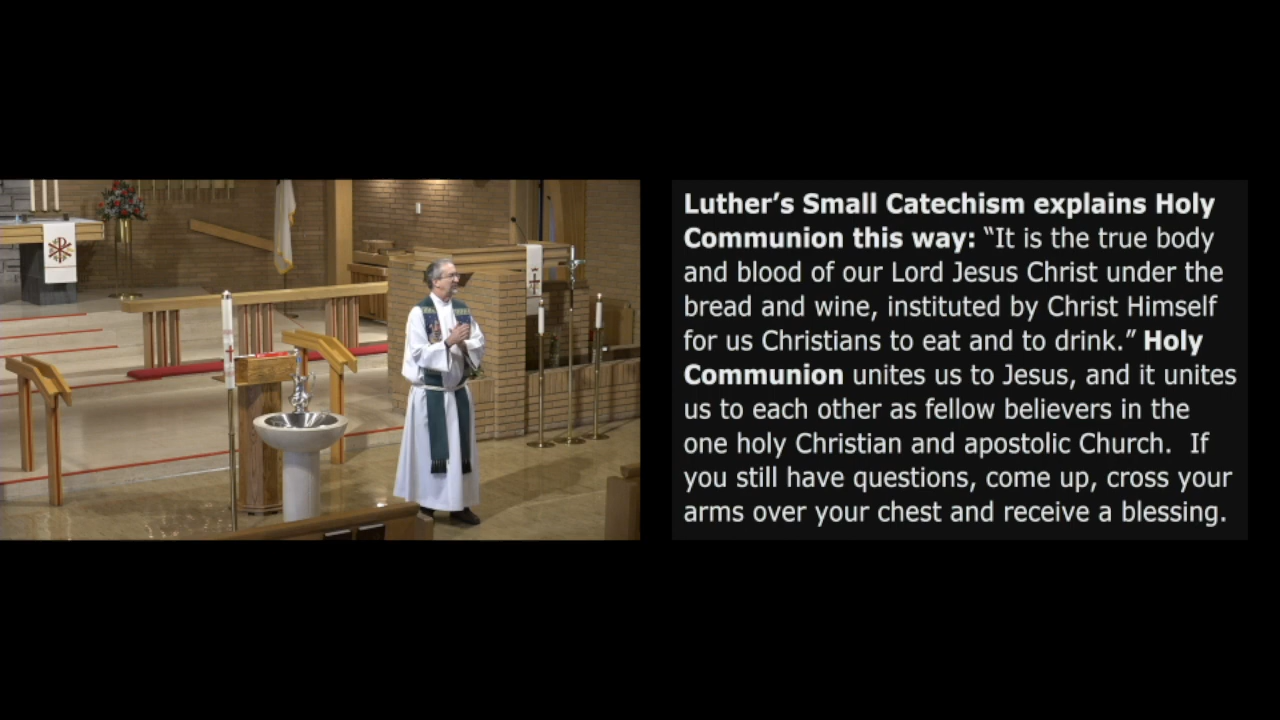 Luther’s Small Catechism explains Holy
Communion this way: “It is the true body
and blood of our Lord Jesus Christ under the
bread and wine, instituted by Christ Himself
for us Christians to eat and to drink.” Holy
Communion unites us to Jesus, and it unites
us to each other as fellow believers in the
one holy Christian and apostolic Church.  If
you still have questions, come up, cross your
arms over your chest and receive a blessing.